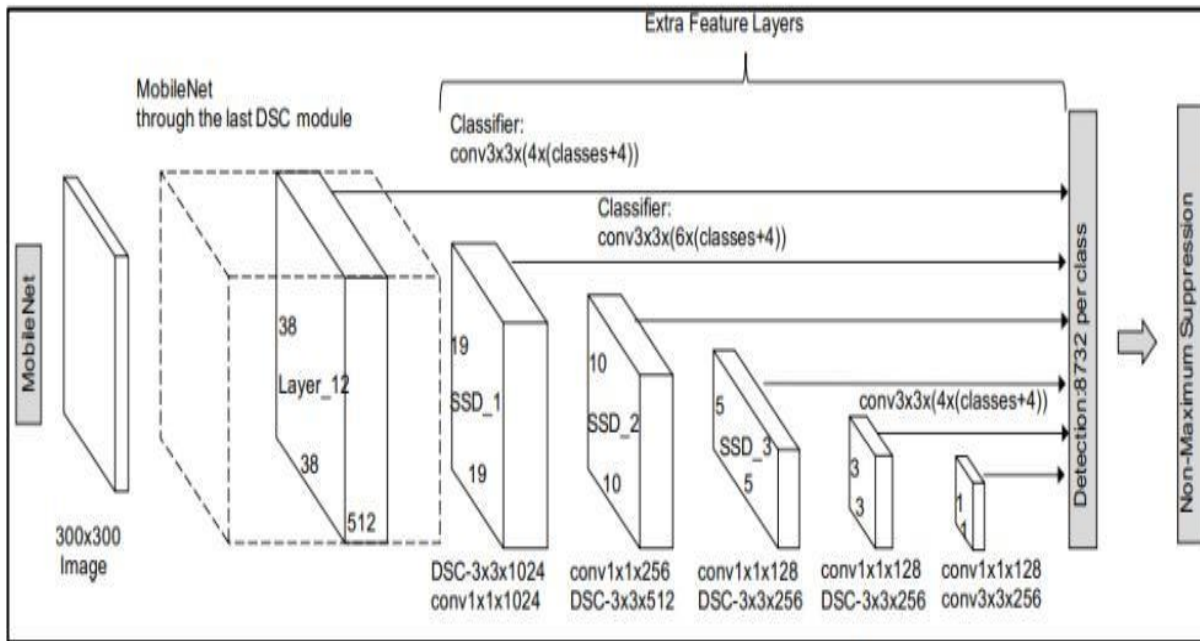 Extra Feature Layers
MobileNet
through the last DSC module
Classifier:
conv3x3x(4x(classes+4))
Classifier:
conv3x3x(6x(classes+4))
MobileNet
38
Layer_12
38
512
19
SSD_1
19
10
SSD_2
10
5
SSD_3
5
conv3x3x(4x(classes+4))
3
3
1
1
Detection:8732 per class
Non-Maximum Suppression
300x300
Image
DSC-3x3x1024
conv1x1x1024
conv1x1x256
DSC-3x3x512
conv1x1x128
DSC-3x3x256
conv1x1x128
DSC-3x3x256
conv1x1x128
conv3x3x256